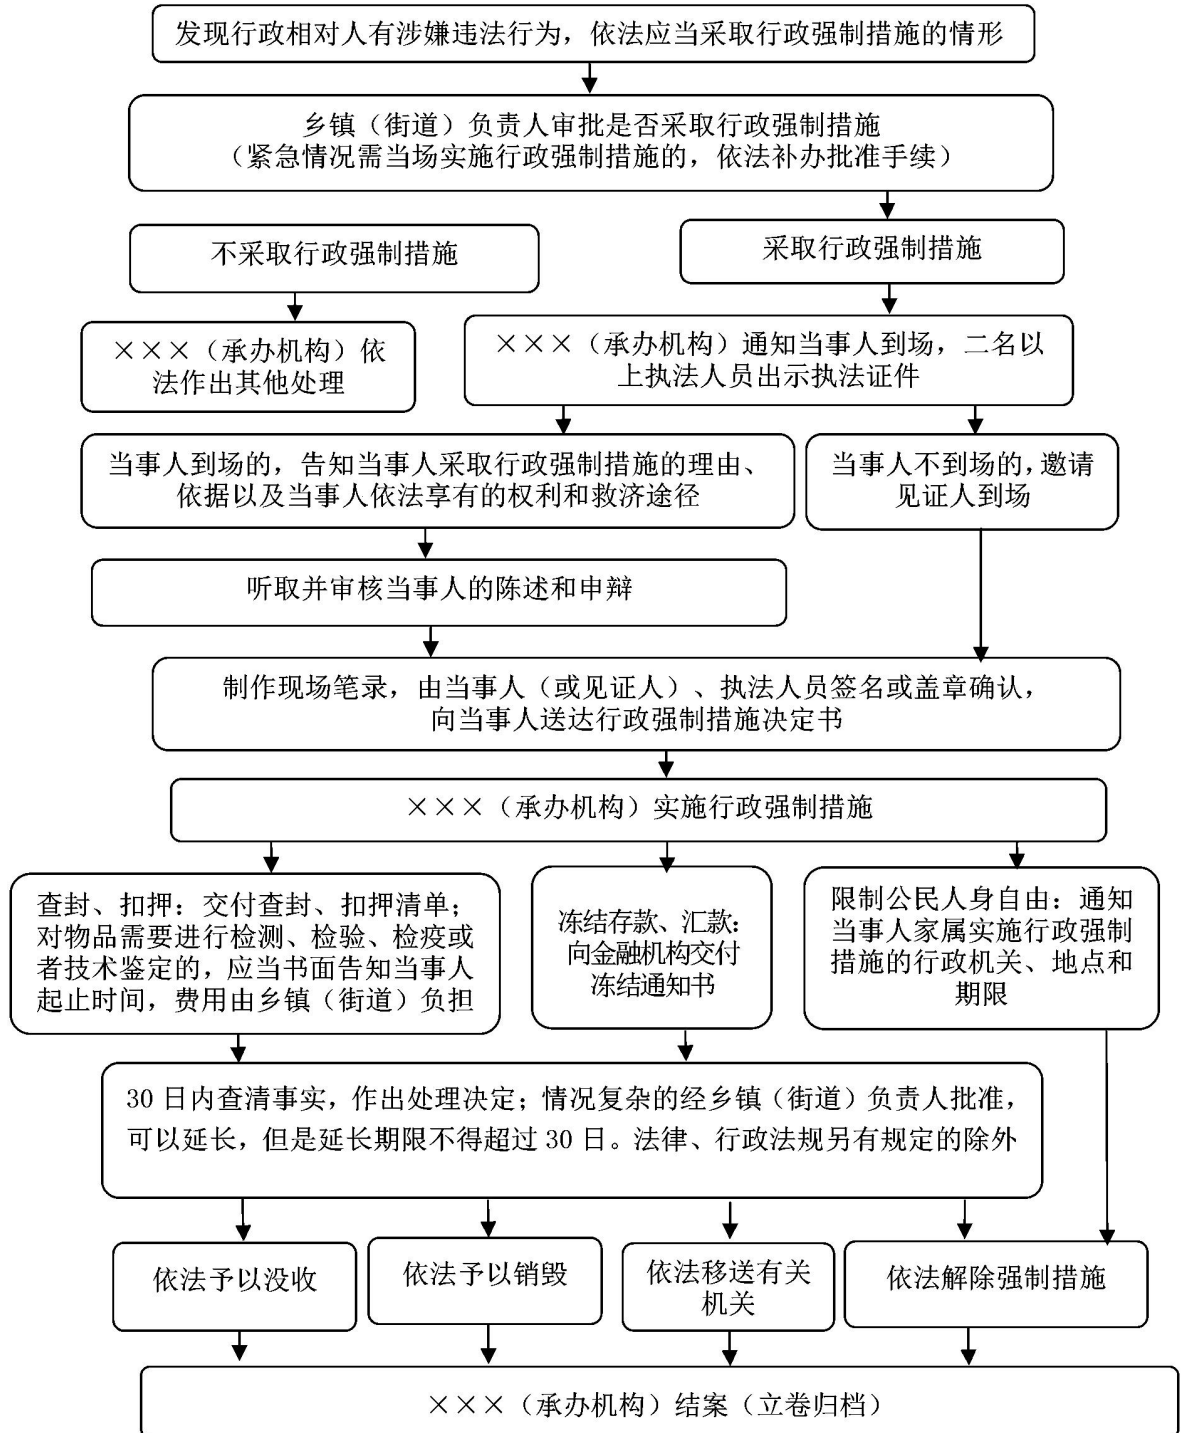 发现行政相对人有涉嫌违法行为，依法应当采取行政强制措施的情形
乡镇（街道）负责人审批是否采取行政强制措施
（紧急情况需当场实施行政强制措施的，依法补办批准手续）
不采取行政强制措施
采取行政强制措施
×××（承办机构）依
法作出其他处理
×××（承办机构）通知当事人到场，二名以
上执法人员出示执法证件
当事人到场的，告知当事人采取行政强制措施的理由、
依据以及当事人依法享有的权利和救济途径
当事人不到场的，邀请
见证人到场
听取并审核当事人的陈述和申辩
制作现场笔录，由当事人（或见证人）、执法人员签名或盖章确认，
向当事人送达行政强制措施决定书
×××（承办机构）实施行政强制措施
查封、扣押：交付查封、扣押清单；
对物品需要进行检测、检验、检疫或
者技术鉴定的，应当书面告知当事人
起止时间，费用由乡镇（街道）负担
冻结存款、汇款：
向金融机构交付
冻结通知书
限制公民人身自由：通知
当事人家属实施行政强制
措施的行政机关、地点和
期限
30 日内查清事实，作出处理决定；情况复杂的经乡镇（街道）负责人批准，
可以延长，但是延长期限不得超过 30 日。法律、行政法规另有规定的除外
依法予以没收
依法予以销毁
依法移送有关
机关
依法解除强制措施
×××（承办机构）结案（立卷归档）